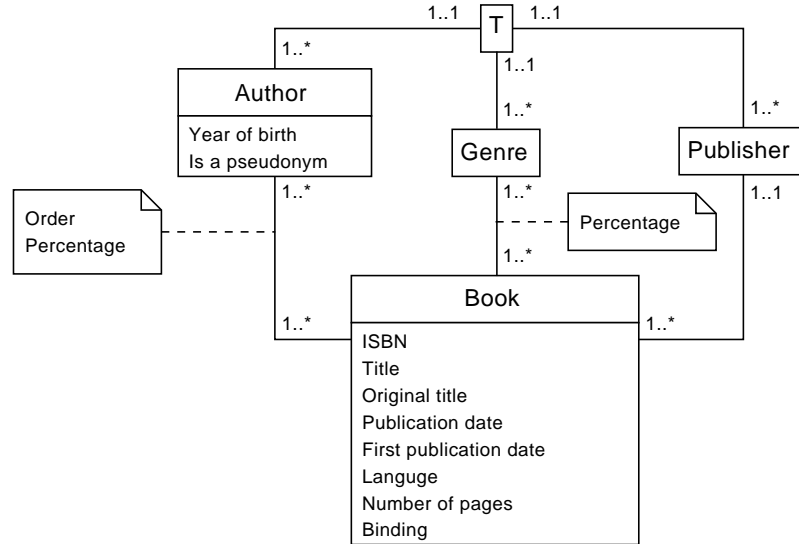 1..1
T
1..1
1..*
1..1
Author
Year of birth
Is a pseudonym
1..*
Genre
1..*
Publisher
1..*
1..*
1..1
Order
Percentage
Percentage
1..*
Book
1..*
1..*
ISBN
Title
Original title
Publication date
First publication date
Languge
Number of pages
Binding